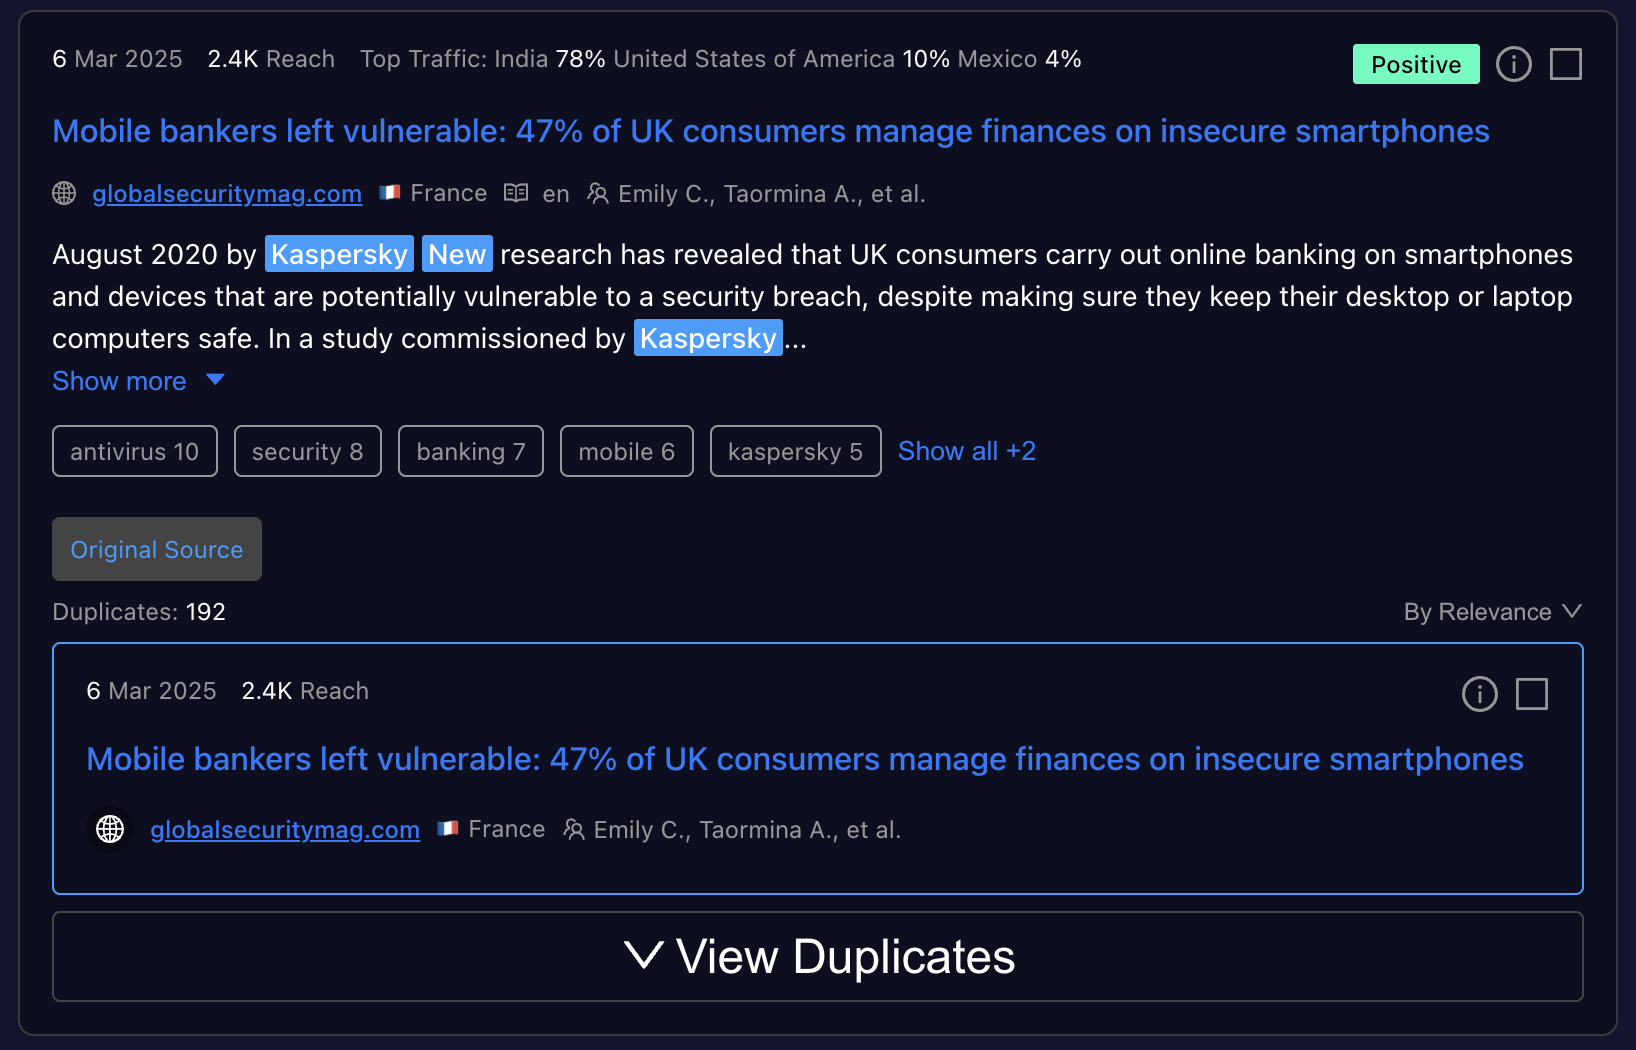 6 Mar 2025 2.4K Reach Top Traffic: India 78% United States of America 10% Mexico 4%
Positive
Mobile bankers left vulnerable: 47% of UK consumers manage finances on insecure smartphones
globalsecuritymag.com France en Emily C., Taormina A., et al.
August 2020 by Kaspersky New research has revealed that UK consumers carry out online banking on smartphones
and devices that are potentially vulnerable to a security breach, despite making sure they keep their desktop or laptop
computers safe. In a study commissioned by Kaspersky...
Show more
antivirus 10 security 8 banking 7 mobile 6 kaspersky 5 Show all +2
Original Source
Duplicates: 192 By Relevance
6 Mar 2025 2.4K Reach
Mobile bankers left vulnerable: 47% of UK consumers manage finances on insecure smartphones
globalsecuritymag.com France Emily C., Taormina A., et al.
View Duplicates